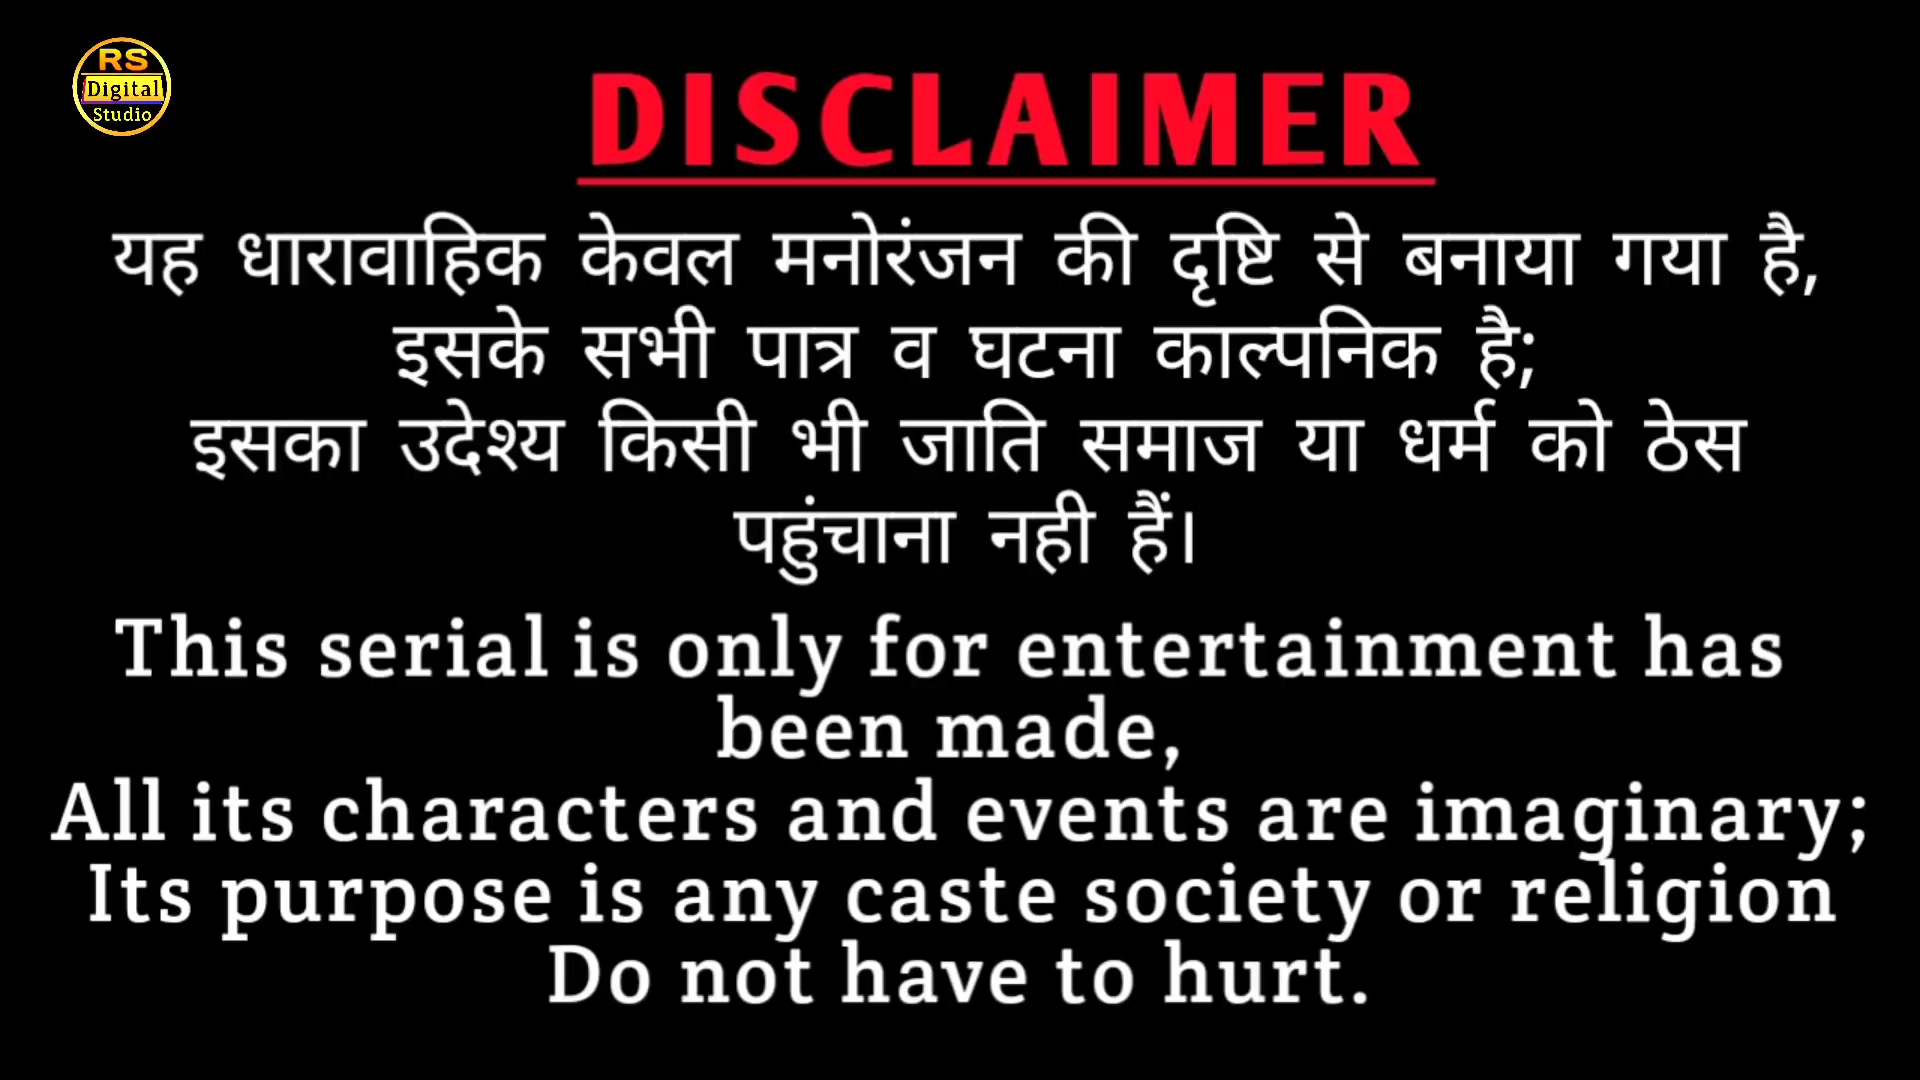 RS
Digital
Studio
DISCLAIMER
यह धारावाहिक केवल मनोरंजन की दृष्टि से बनाया गया है,
इसके सभी पात्र व घटना काल्पनिक है;
इसका उदेश्य किसी भी जाति समाज या धर्म को ठेस
पहुंचाना नही हैं।
This serial is only for entertainment has
been made,
All its characters and events are imaginary;
Its purpose is any caste society or religion
Do not have to hurt.